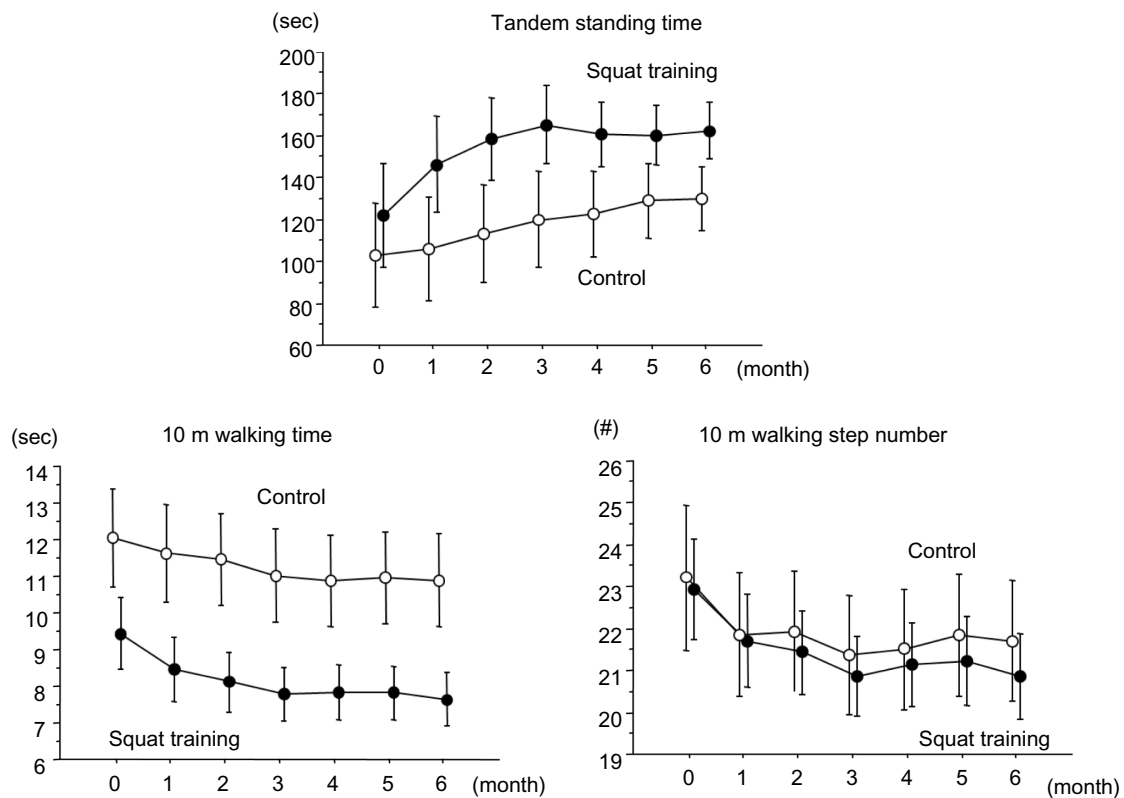 (sec) Tandem standing time
200
180
160
140
120
100
80
60
Squat training
Control
0 1 2 3 4 5 6 (month)
(sec) 10 m walking time
14
13
12
11
10
9
8
7
6
Control
Squat training
0 1 2 3 4 5 6 (month)
(#) 10 m walking step number
26
25
24
23
22
21
20
19
Control
Squat training
0 1 2 3 4 5 6 (month)